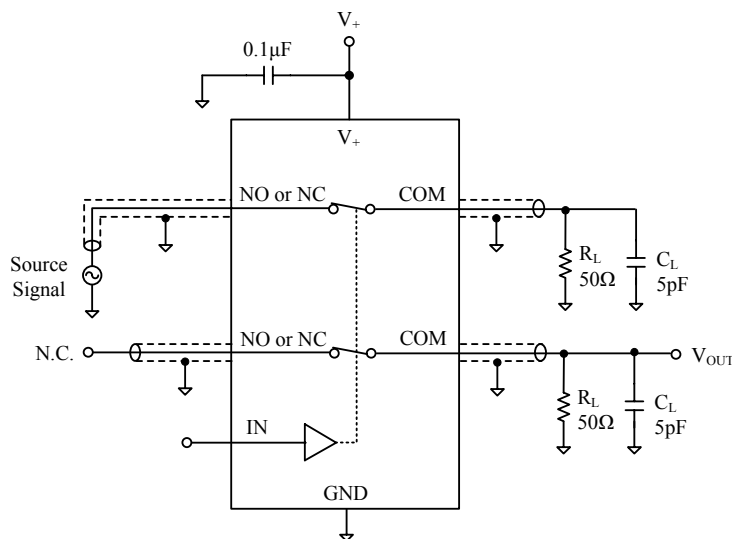 V+
0.1μF
V+
NO or NC
COM
Source
Signal
RL
50Ω
CL
5pF
N.C.
NO or NC
COM
VOUT
RL
50Ω
CL
5pF
IN
GND